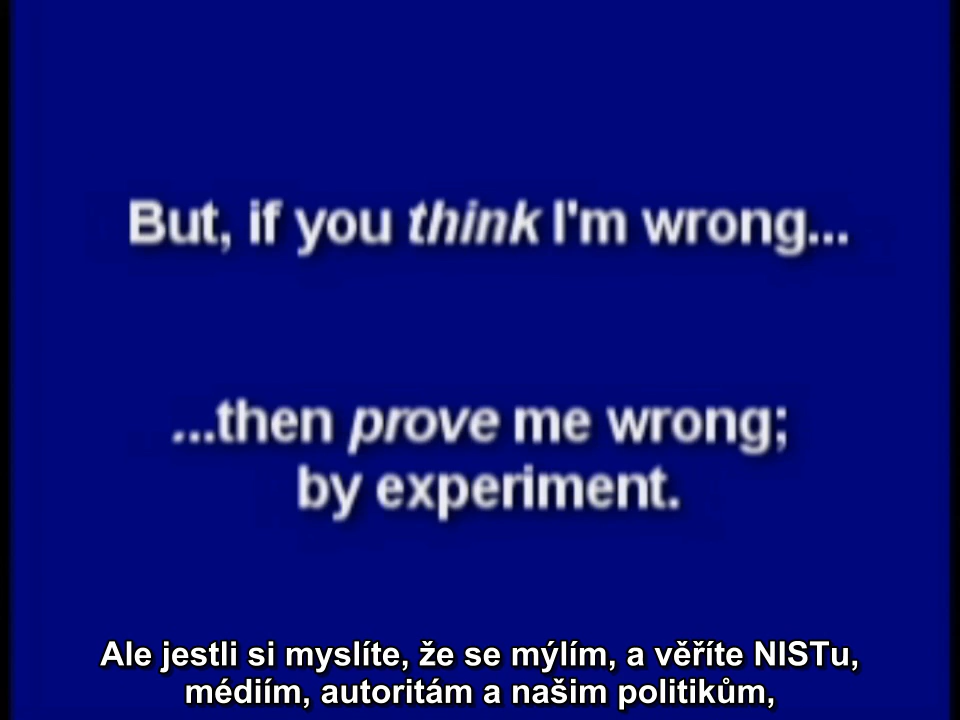 But, if you think I'm wrong...
...then prove me wrong;
by experiment.
Ale jestli si myslíte, že se mýlím, a věříte NISTu,
médiím, autoritám a našim politikům,